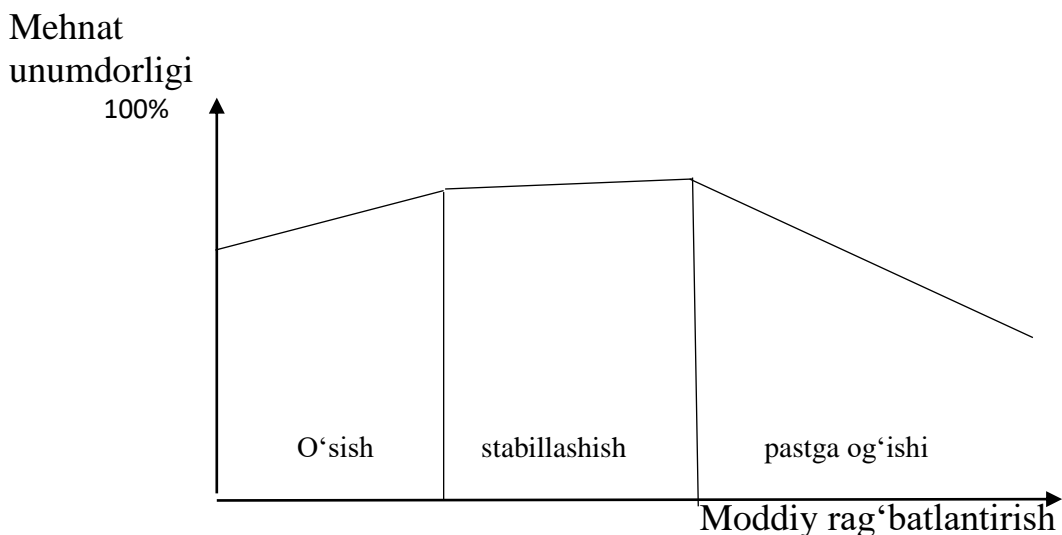 Mehnat
unumdorligi
100%
O‘sish stabillashish pastga og‘ishi
Moddiy rag‘batlantirish